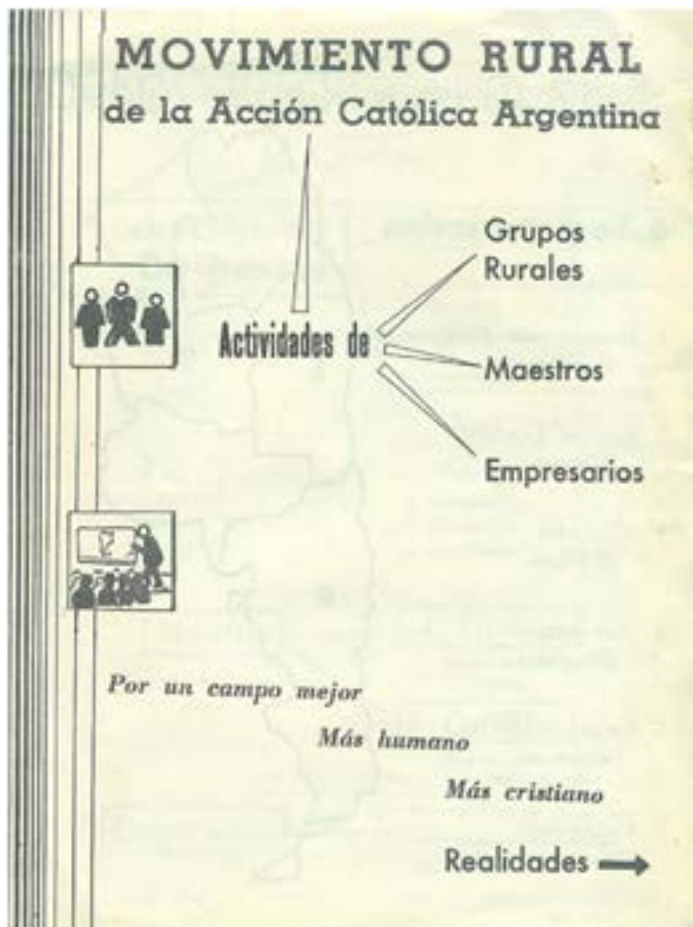 MOVIMIENTO RURAL
de la Acción Católica Argentina
Actividades de
Grupos
Rurales
Maestros
Empresarios
Por un campo mejor
Más humano
Más cristiano
Realidades